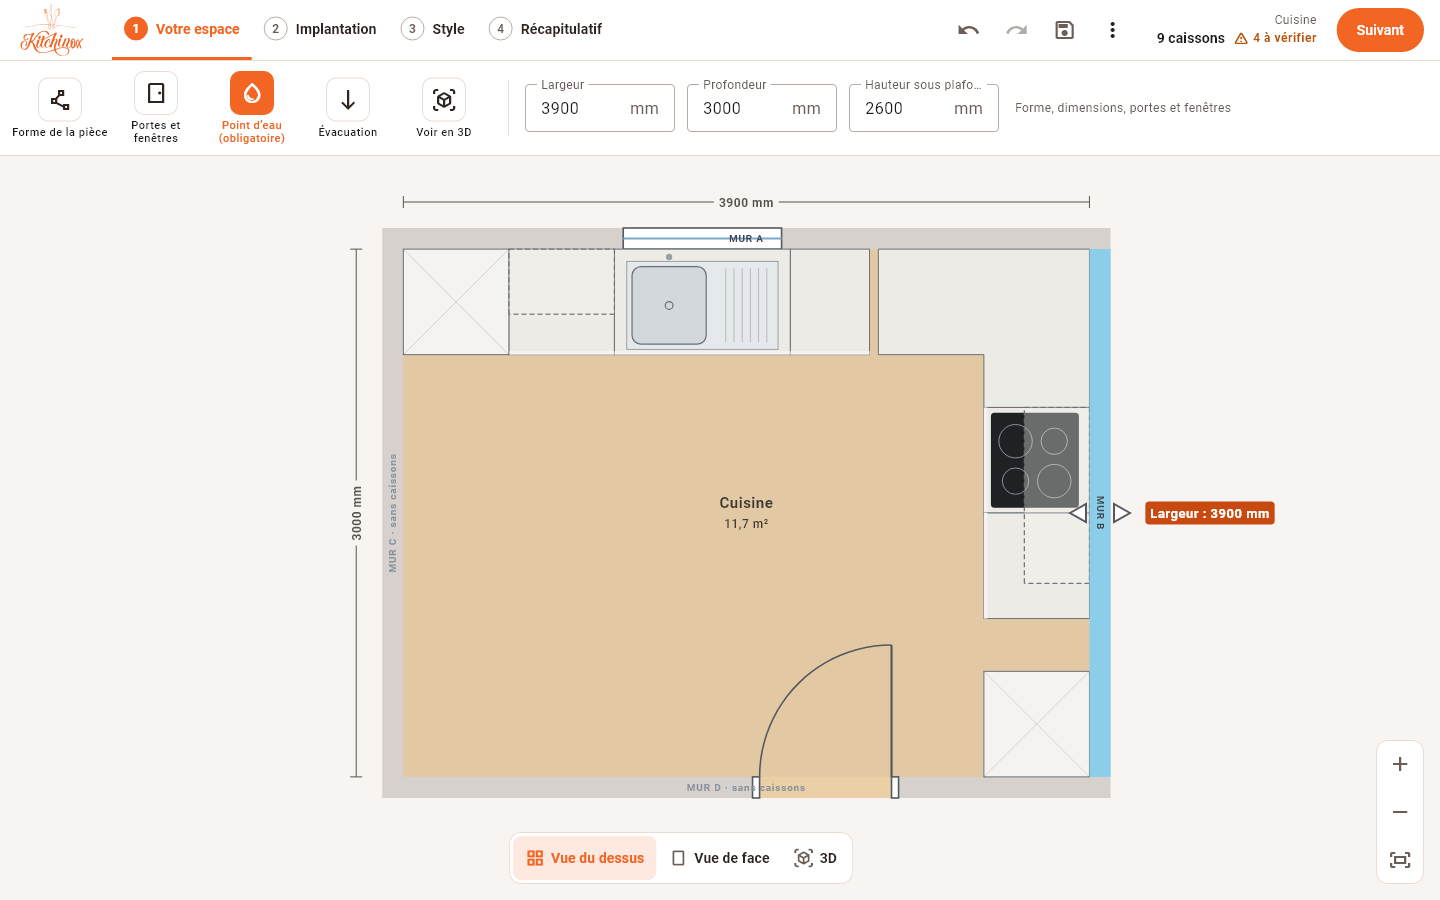 Kitchinox
1 Votre espace
2 Implantation
3 Style
4 Récapitulatif
Cuisine
9 caissons
4 à vérifier
Suivant
Forme de la pièce
Portes et
fenêtres
Point d'eau
(obligatoire)
Évacuation
Voir en 3D
Largeur
3900 mm
Profondeur
3000 mm
Hauteur sous plafo...
2600 mm
Forme, dimensions, portes et fenêtres
3900 mm
MUR A
3000 mm
MUR C · sans caissons
Cuisine
11,7 m²
MUR B
Largeur : 3900 mm
MUR D · sans caissons
Vue du dessus
Vue de face
3D